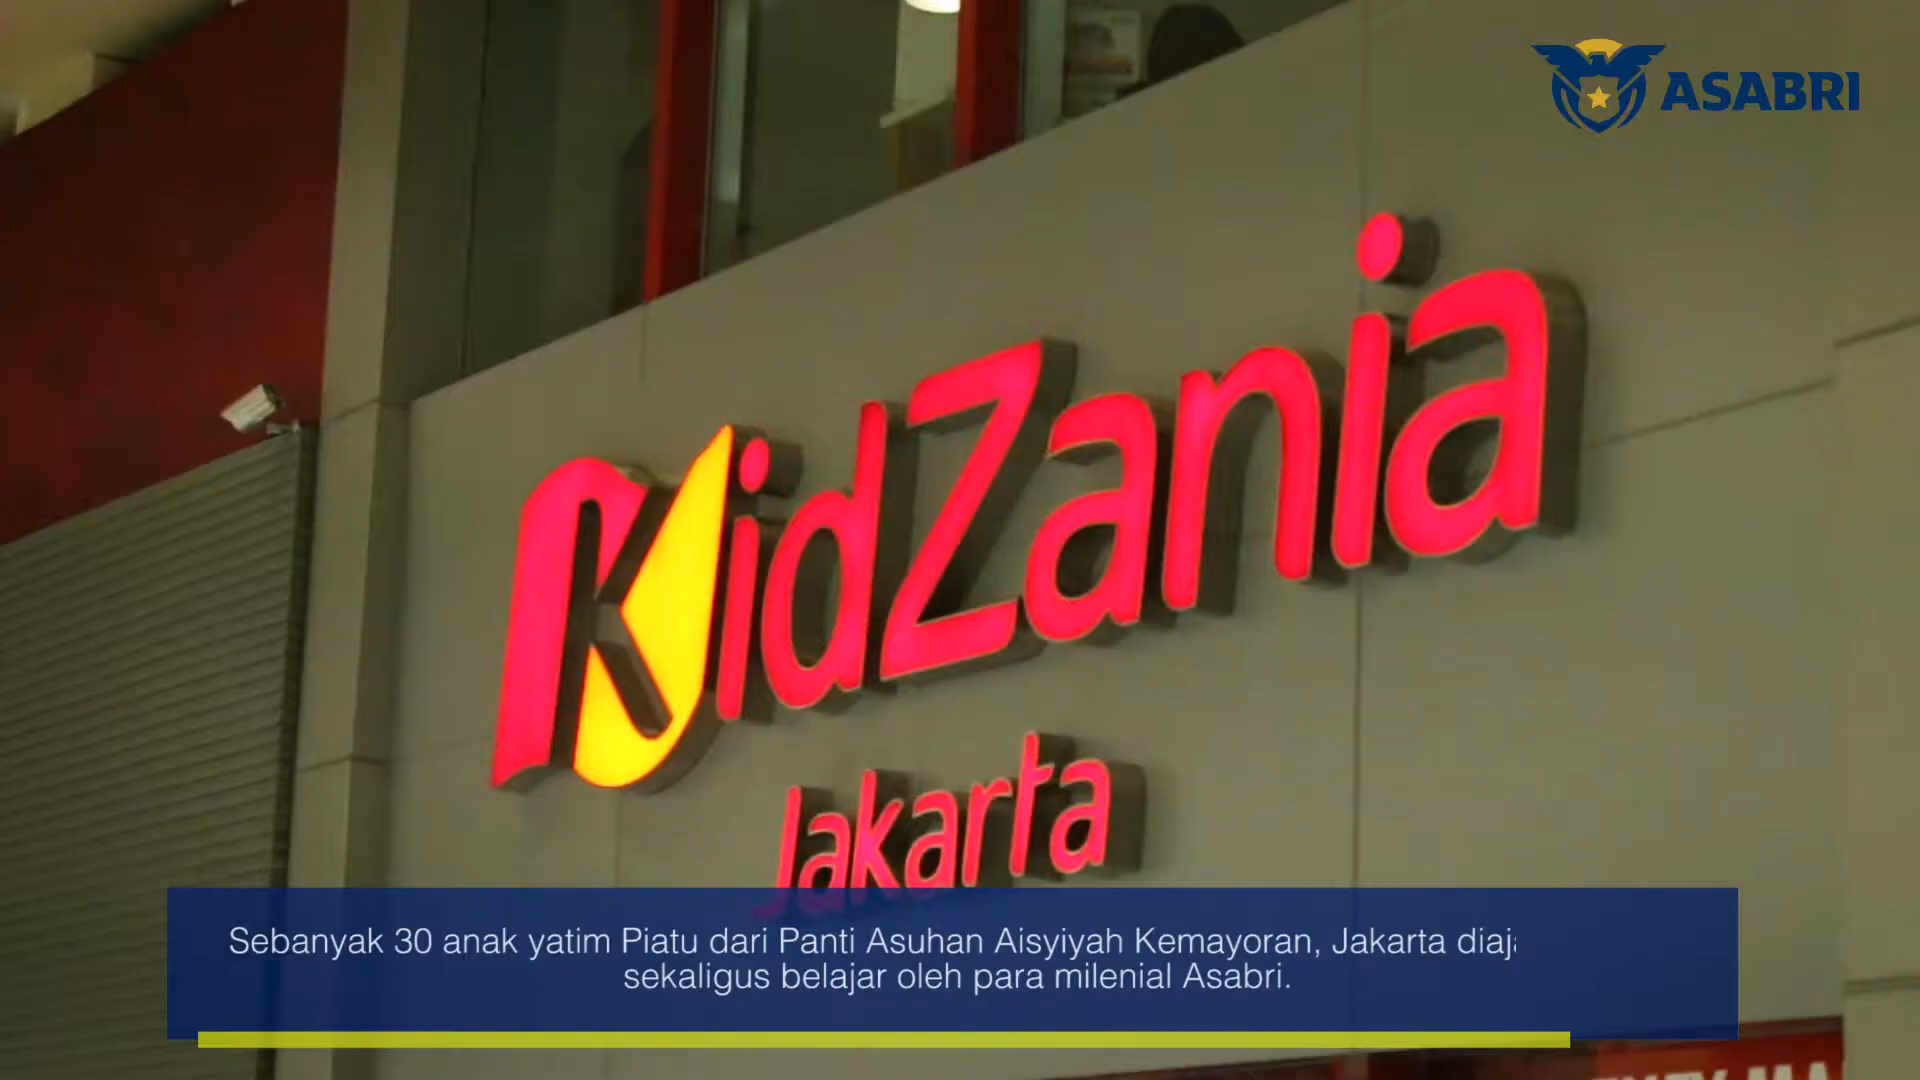 ASABRI
KidZania
Jakarta
Sebanyak 30 anak yatim Piatu dari Panti Asuhan Aisyiyah Kemayoran, Jakarta
sekaligus belajar oleh para milenial Asabri.